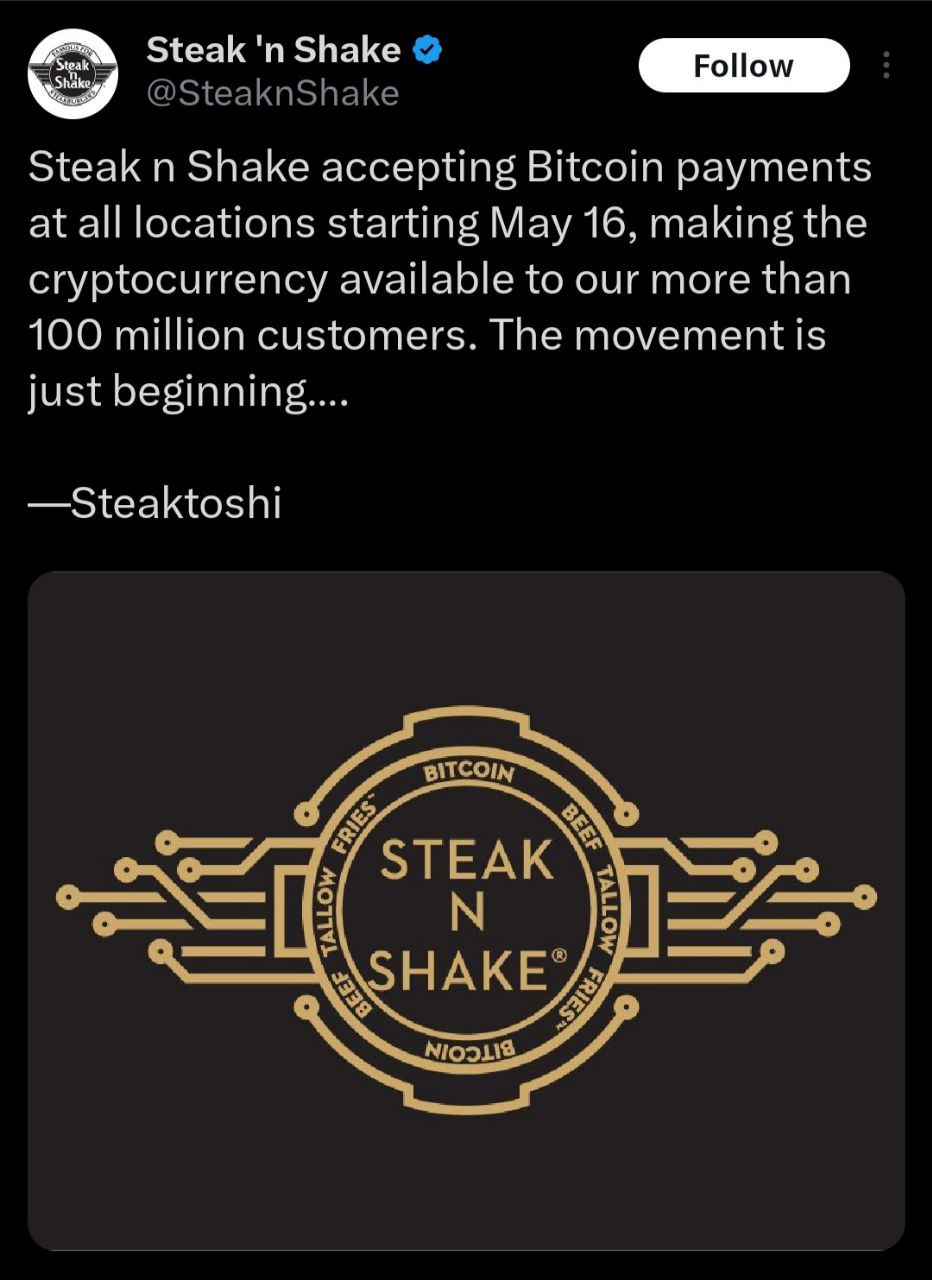 FAMOUS FOR
Steak
'n
Shake
STEAKBURGERS
Steak 'n Shake
@SteaknShake
Follow
Steak n Shake accepting Bitcoin payments
at all locations starting May 16, making the
cryptocurrency available to our more than
100 million customers. The movement is
just beginning....
—Steaktoshi
BITCOIN
BEEF TALLOW FRIES™
BITCOIN
BEEF TALLOW FRIES™
STEAK
N
SHAKE®